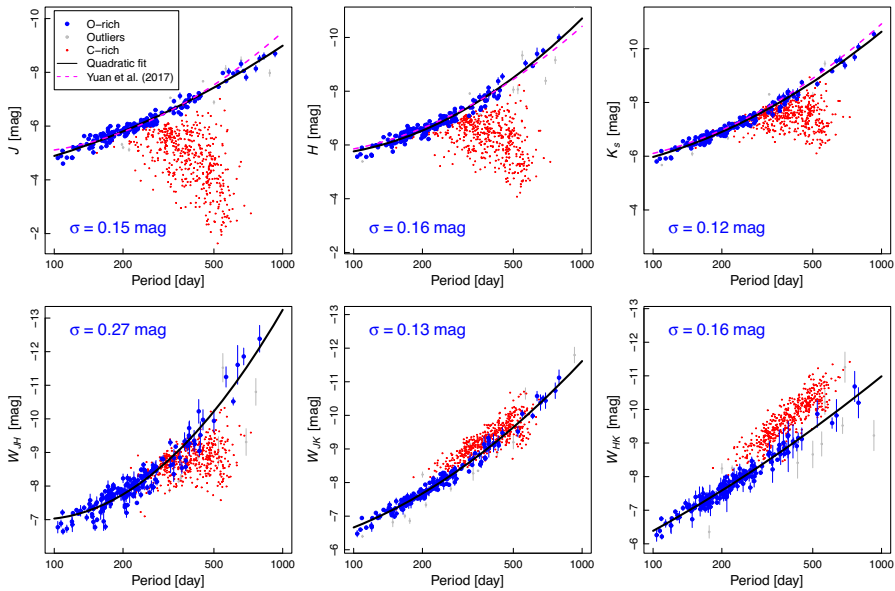 O-rich
Outliers
C-rich
Quadratic fit
Yuan et al. (2017)
J [mag]
-10
-8
-6
-4
-2
σ = 0.15 mag
100 200 500 1000
Period [day]
H [mag]
-10
-8
-6
-4
-2
σ = 0.16 mag
100 200 500 1000
Period [day]
Ks [mag]
-10
-8
-6
-4
σ = 0.12 mag
100 200 500 1000
Period [day]
WJH [mag]
-13
-12
-11
-10
-9
-8
-7
σ = 0.27 mag
100 200 500 1000
Period [day]
WJK [mag]
-13
-12
-11
-10
-9
-8
-7
-6
σ = 0.13 mag
100 200 500 1000
Period [day]
WHK [mag]
-13
-12
-11
-10
-9
-8
-7
-6
σ = 0.16 mag
100 200 500 1000
Period [day]